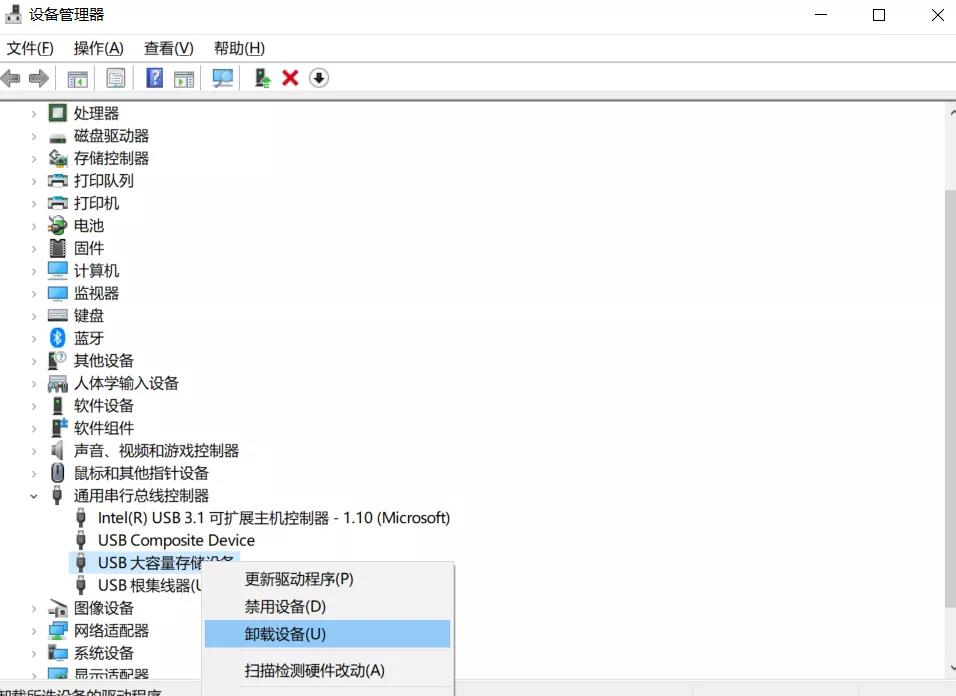 设备管理器
文件(F) 操作(A) 查看(V) 帮助(H)
处理器
磁盘驱动器
存储控制器
打印队列
打印机
电池
固件
计算机
监视器
键盘
蓝牙
其他设备
人体学输入设备
软件设备
软件组件
声音、视频和游戏控制器
鼠标和其他指针设备
通用串行总线控制器
Intel(R) USB 3.1 可扩展主机控制器 - 1.10 (Microsoft)
USB Composite Device
USB 大容量存储设备
USB 根集线器(U
更新驱动程序(P)
禁用设备(D)
卸载设备(U)
扫描检测硬件改动(A)
图像设备
网络适配器
系统设备
显示适配器
卸载所选设备的驱动程序